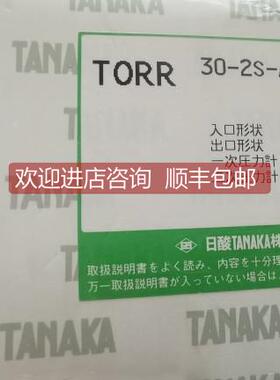 TANAKA
TORR 30-2S-
入口形状
出口形状
一次圧力計
欢迎进店咨询 顺丰包邮
日酸TANAKA株
取扱説明書をよく読み、内容を十分理
万一取扱説明書が入っていない場合は、
TANAKA
TANAKA
TANAKA
TANAKA